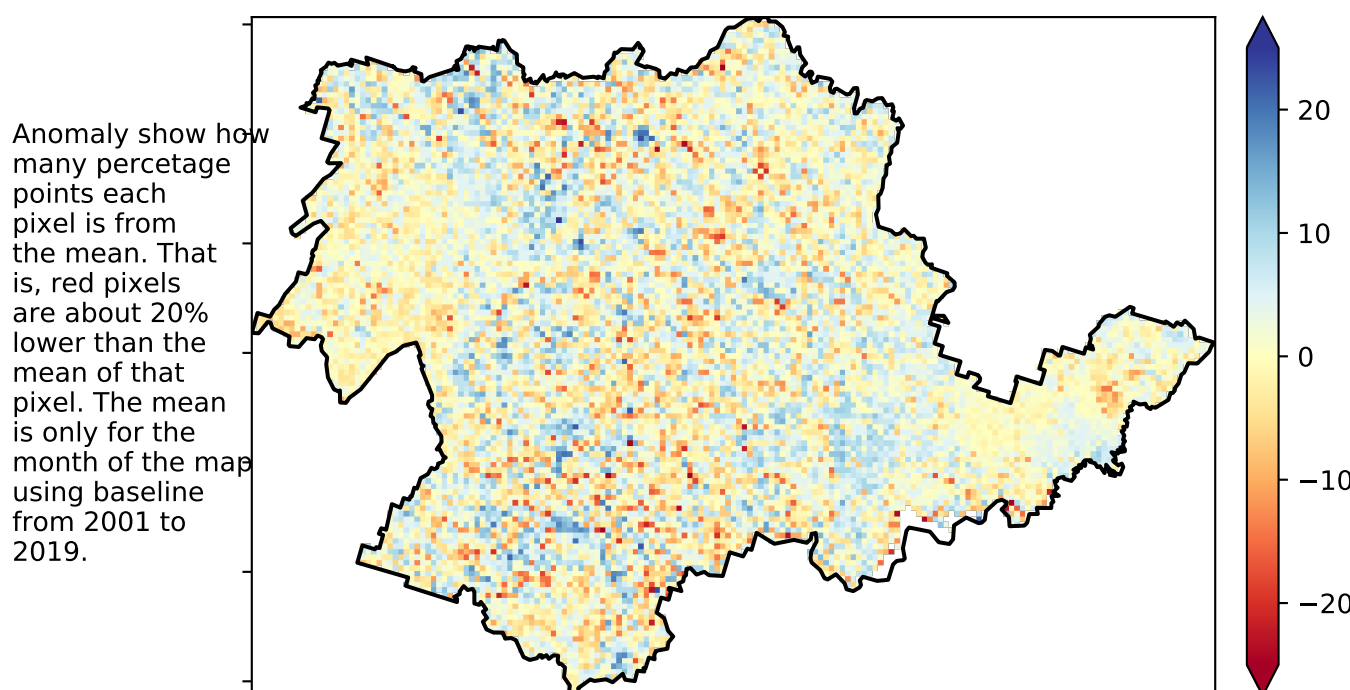 Anomaly show how
many percetage
points each
pixel is from
the mean. That
is, red pixels
are about 20%
lower than the
mean of that
pixel. The mean
is only for the
month of the map
using baseline
from 2001 to
2019.
20
10
0
−10
−20